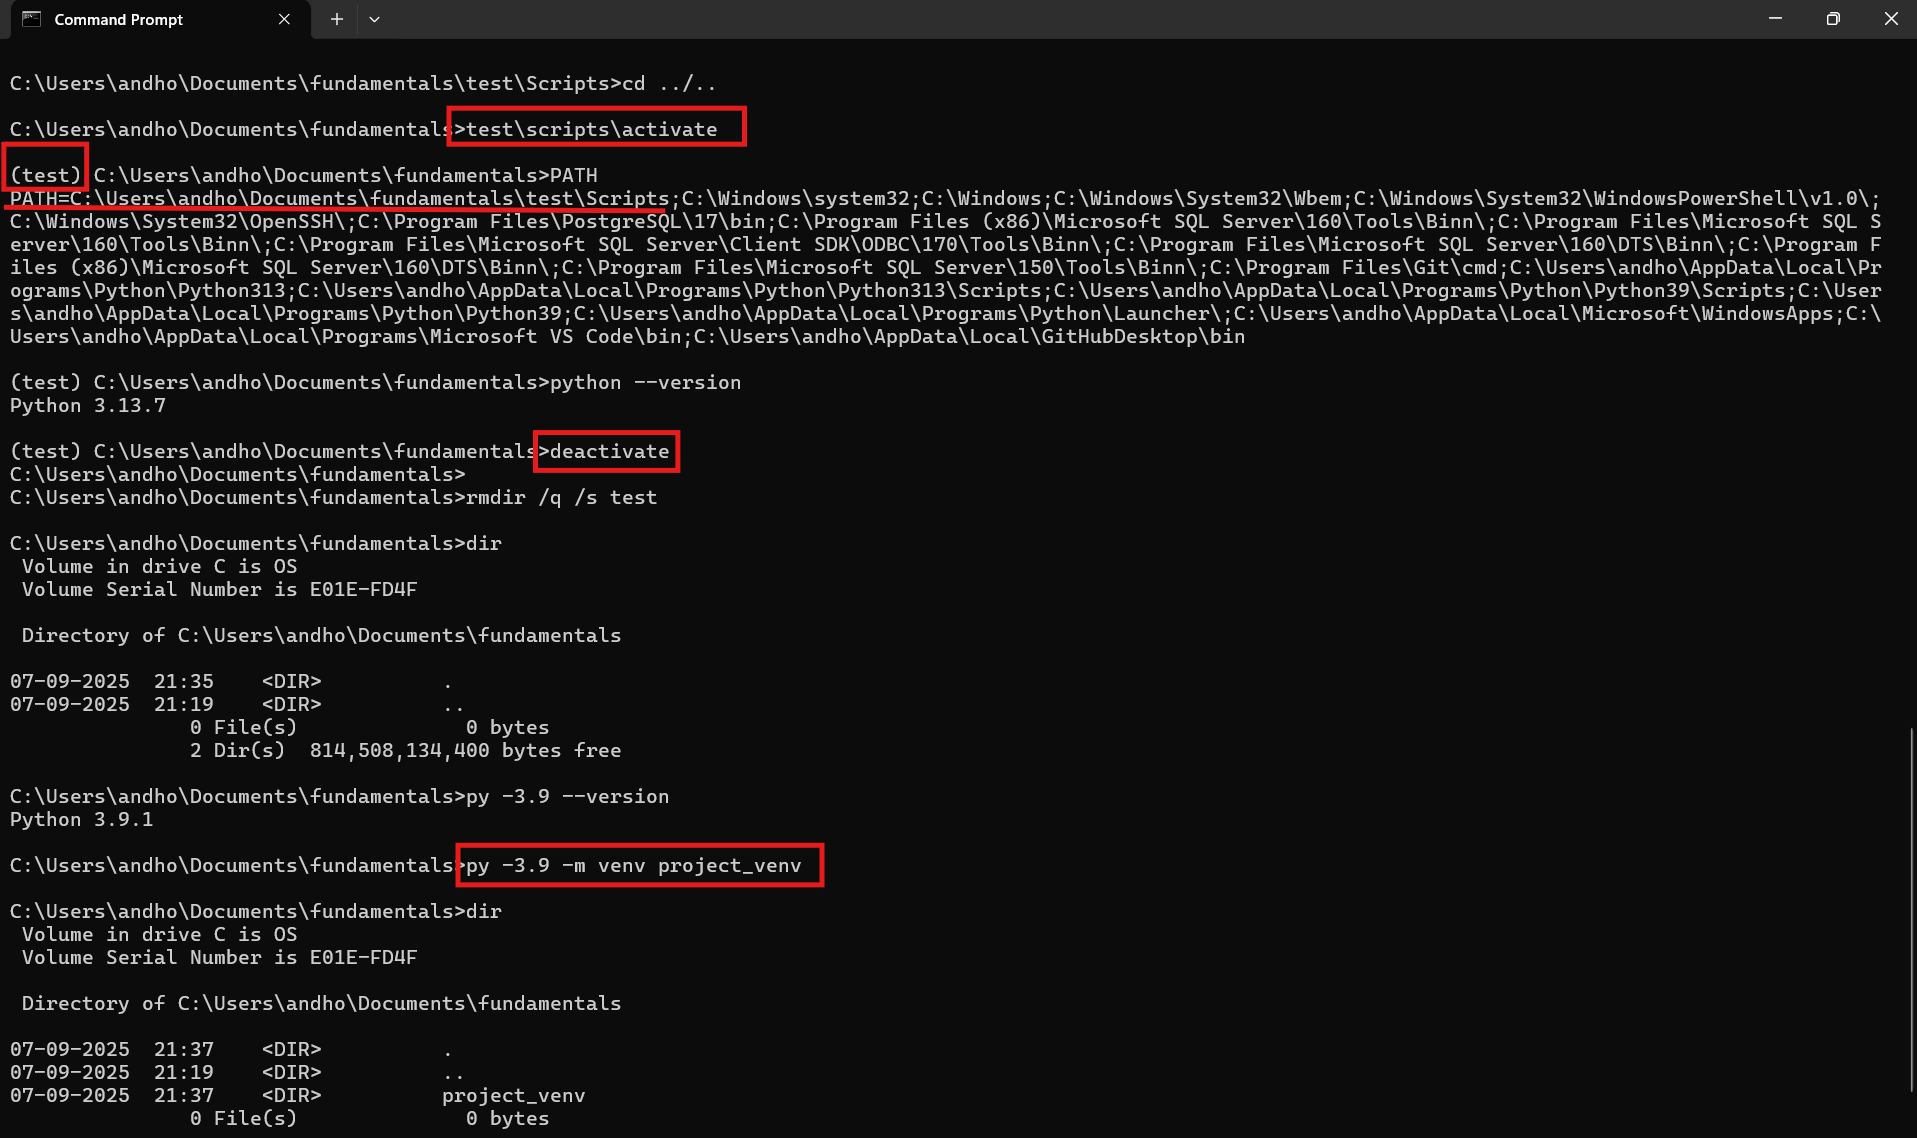 Command Prompt
C:\Users\andho\Documents\fundamentals\test\Scripts>cd ../..
C:\Users\andho\Documents\fundamentals>test\scripts\activate
(test) C:\Users\andho\Documents\fundamentals>PATH
PATH=C:\Users\andho\Documents\fundamentals\test\Scripts;C:\Windows\system32;C:\Windows;C:\Windows\System32\Wbem;C:\Windows\System32\WindowsPowerShell\v1.0\;
C:\Windows\System32\OpenSSH\;C:\Program Files\PostgreSQL\17\bin;C:\Program Files (x86)\Microsoft SQL Server\160\Tools\Binn\;C:\Program Files\Microsoft SQL S
erver\160\Tools\Binn\;C:\Program Files\Microsoft SQL Server\Client SDK\ODBC\170\Tools\Binn\;C:\Program Files\Microsoft SQL Server\160\DTS\Binn\;C:\Program F
iles (x86)\Microsoft SQL Server\160\DTS\Binn\;C:\Program Files\Microsoft SQL Server\150\Tools\Binn\;C:\Program Files\Git\cmd;C:\Users\andho\AppData\Local\Pr
ograms\Python\Python313;C:\Users\andho\AppData\Local\Programs\Python\Python313\Scripts;C:\Users\andho\AppData\Local\Programs\Python\Python39\Scripts;C:\User
s\andho\AppData\Local\Programs\Python\Python39;C:\Users\andho\AppData\Local\Programs\Python\Launcher\;C:\Users\andho\AppData\Local\Microsoft\WindowsApps;C:\
Users\andho\AppData\Local\Programs\Microsoft VS Code\bin;C:\Users\andho\AppData\Local\GitHubDesktop\bin
(test) C:\Users\andho\Documents\fundamentals>python --version
Python 3.13.7
(test) C:\Users\andho\Documents\fundamentals>deactivate
C:\Users\andho\Documents\fundamentals>
C:\Users\andho\Documents\fundamentals>rmdir /q /s test
C:\Users\andho\Documents\fundamentals>dir
Volume in drive C is OS
Volume Serial Number is E01E-FD4F
Directory of C:\Users\andho\Documents\fundamentals
07-09-2025  21:35    <DIR>          .
07-09-2025  21:19    <DIR>          ..
0 File(s)              0 bytes
2 Dir(s)  814,508,134,400 bytes free
C:\Users\andho\Documents\fundamentals>py -3.9 --version
Python 3.9.1
C:\Users\andho\Documents\fundamentals>py -3.9 -m venv project_venv
C:\Users\andho\Documents\fundamentals>dir
Volume in drive C is OS
Volume Serial Number is E01E-FD4F
Directory of C:\Users\andho\Documents\fundamentals
07-09-2025  21:37    <DIR>          .
07-09-2025  21:19    <DIR>          ..
07-09-2025  21:37    <DIR>          project_venv
0 File(s)              0 bytes